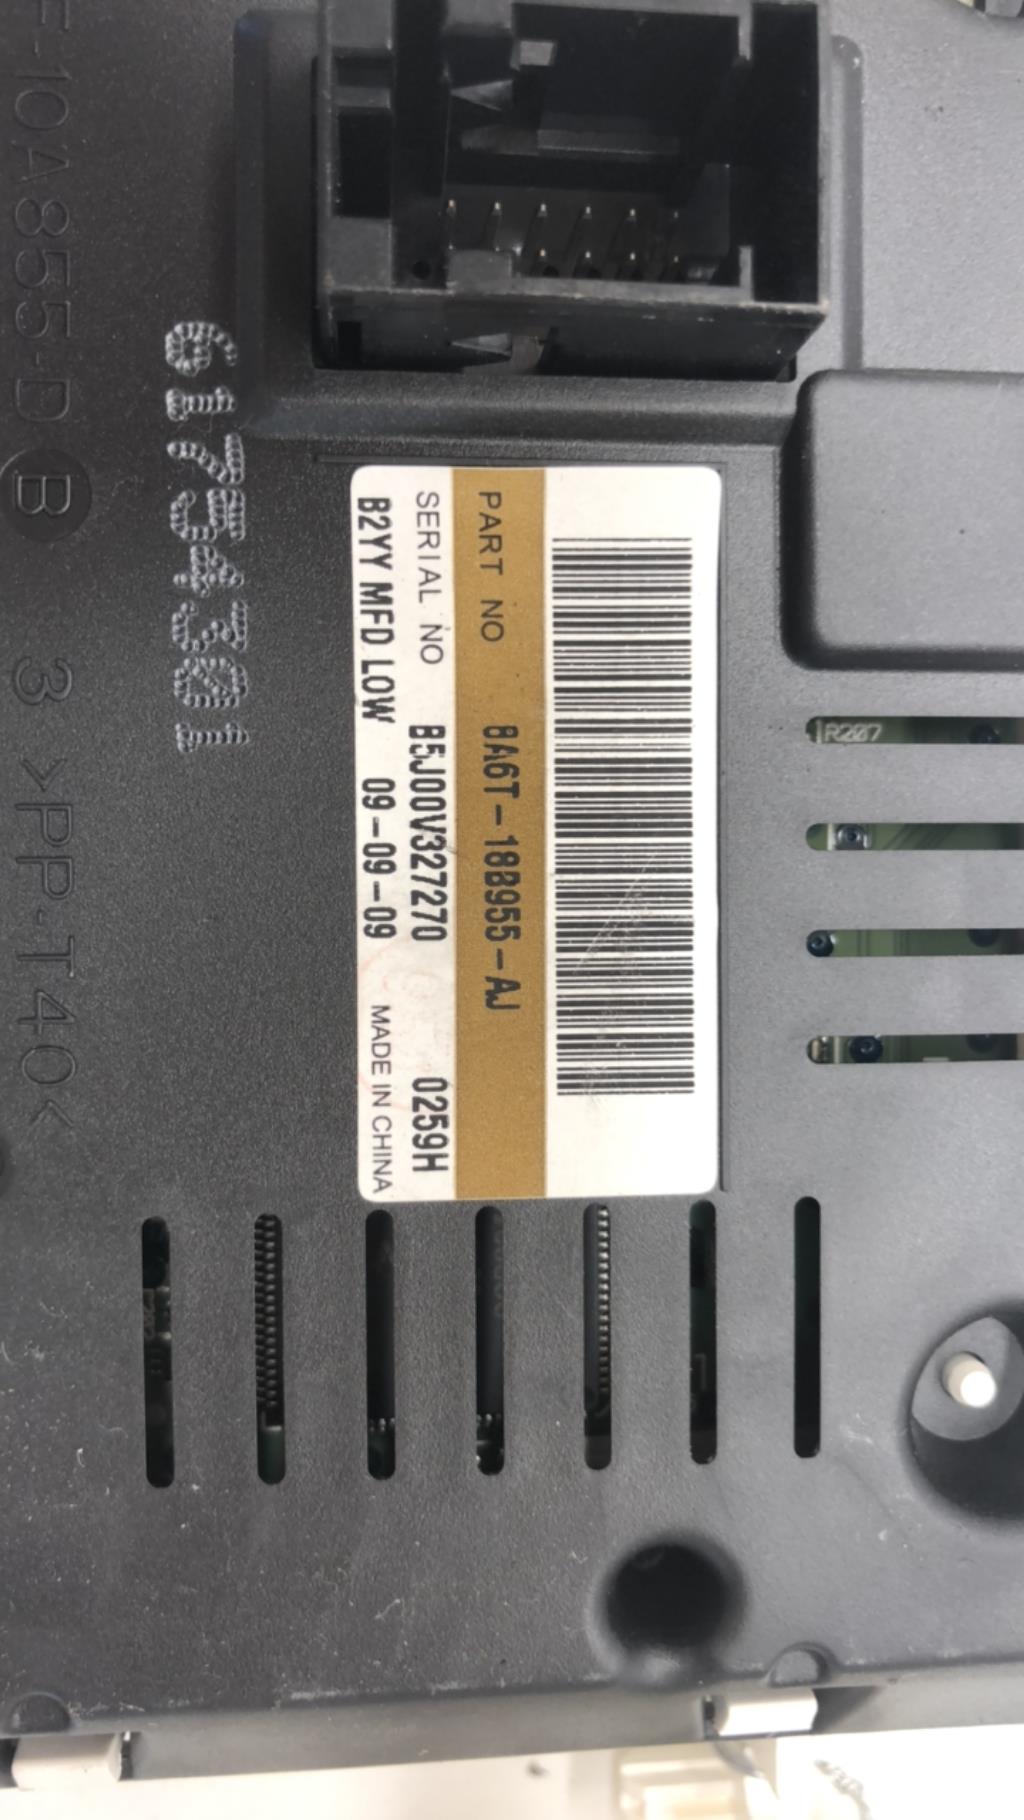 PART NO 8A6T-18B955-AJ
SERIAL NO B5J00V327270 0259H
B2YY MFD LOW 09-09-09 MADE IN CHINA
61754301
-10A855-D B 3 >PP-T40<
R207